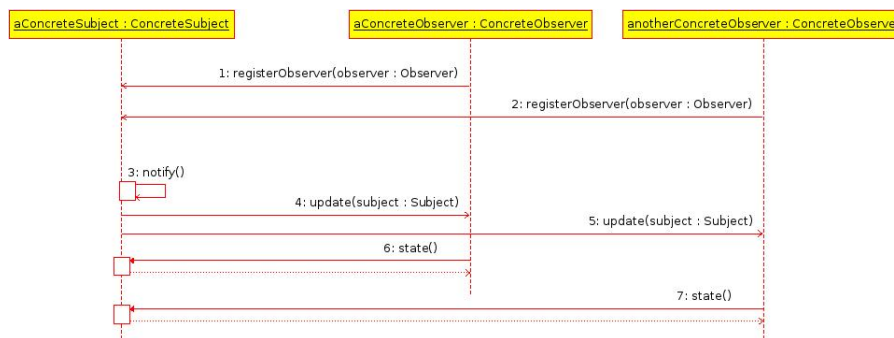 aConcreteSubject : ConcreteSubject
aConcreteObserver : ConcreteObserver
anotherConcreteObserver : ConcreteObserve
1: registerObserver(observer : Observer)
2: registerObserver(observer : Observer)
3: notify()
4: update(subject : Subject)
5: update(subject : Subject)
6: state()
7: state()